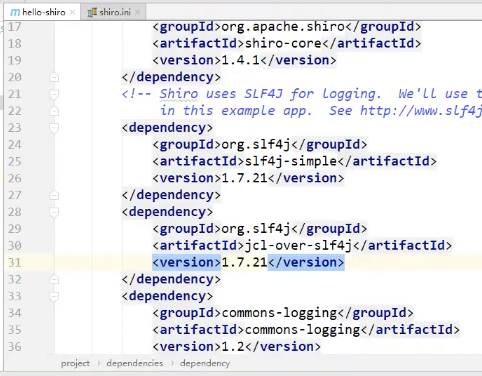 hello-shiro × shiro.ini ×
17 <groupId>org.apache.shiro</groupId>
18 <artifactId>shiro-core</artifactId>
19 <version>1.4.1</version>
20 </dependency>
21 <!-- Shiro uses SLF4J for logging. We'll use t
22 in this example app. See http://www.slf4j
23 <dependency>
24 <groupId>org.slf4j</groupId>
25 <artifactId>slf4j-simple</artifactId>
26 <version>1.7.21</version>
27 </dependency>
28 <dependency>
29 <groupId>org.slf4j</groupId>
30 <artifactId>jcl-over-slf4j</artifactId>
31 <version>1.7.21</version>
32 </dependency>
33 <dependency>
34 <groupId>commons-logging</groupId>
35 <artifactId>commons-logging</artifactId>
36 <version>1.2</version>
project › dependencies › dependency